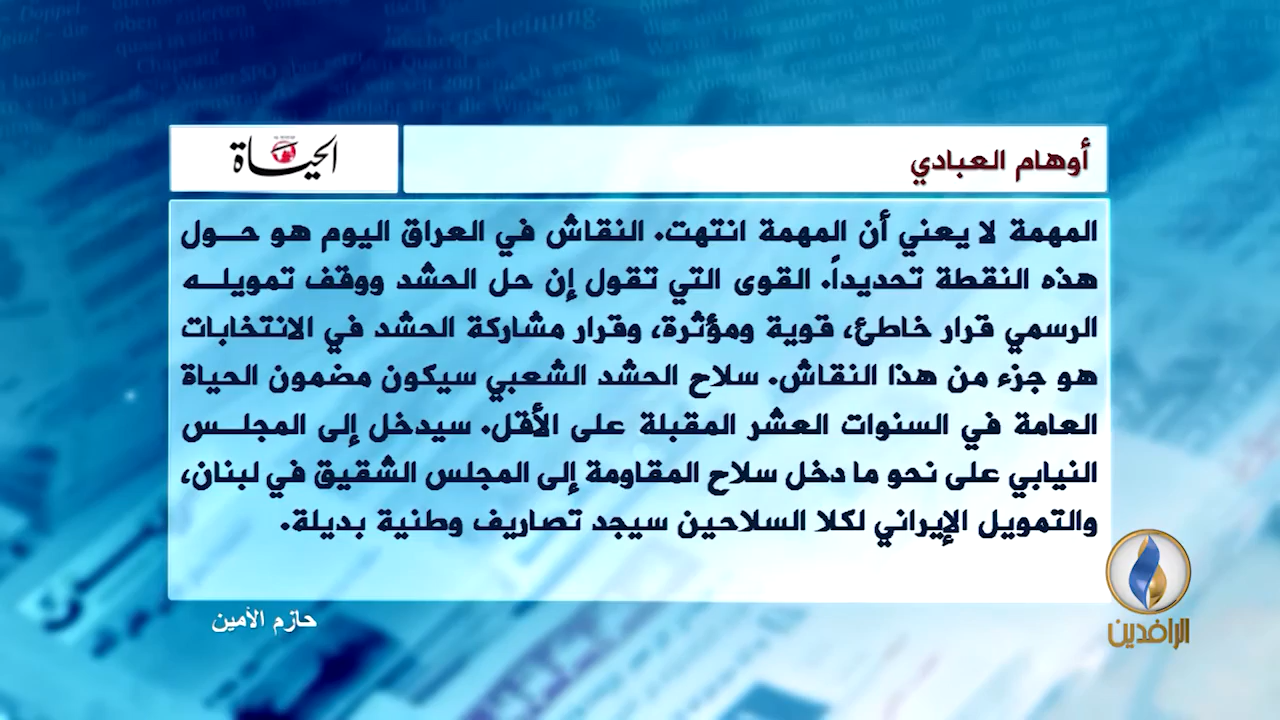 أوهام العبادي
الحياة
المهمة لا يعني أن المهمة انتهت. النقاش في العراق اليوم هو حول
هذه النقطة تحديداً. القوى التي تقول إن حل الحشد ووقف تمويله
الرسمي قرار خاطئ، قوية ومؤثرة، وقرار مشاركة الحشد في الانتخابات
هو جزء من هذا النقاش. سلاح الحشد الشعبي سيكون مضمون الحياة
العامة في السنوات العشر المقبلة على الأقل. سيدخل إلى المجلس
النيابي على نحو ما دخل سلاح المقاومة إلى المجلس الشقيق في لبنان،
والتمويل الإيراني لكلا السلاحين سيجد تصاريف وطنية بديلة.
حازم الأمين
الرافدين